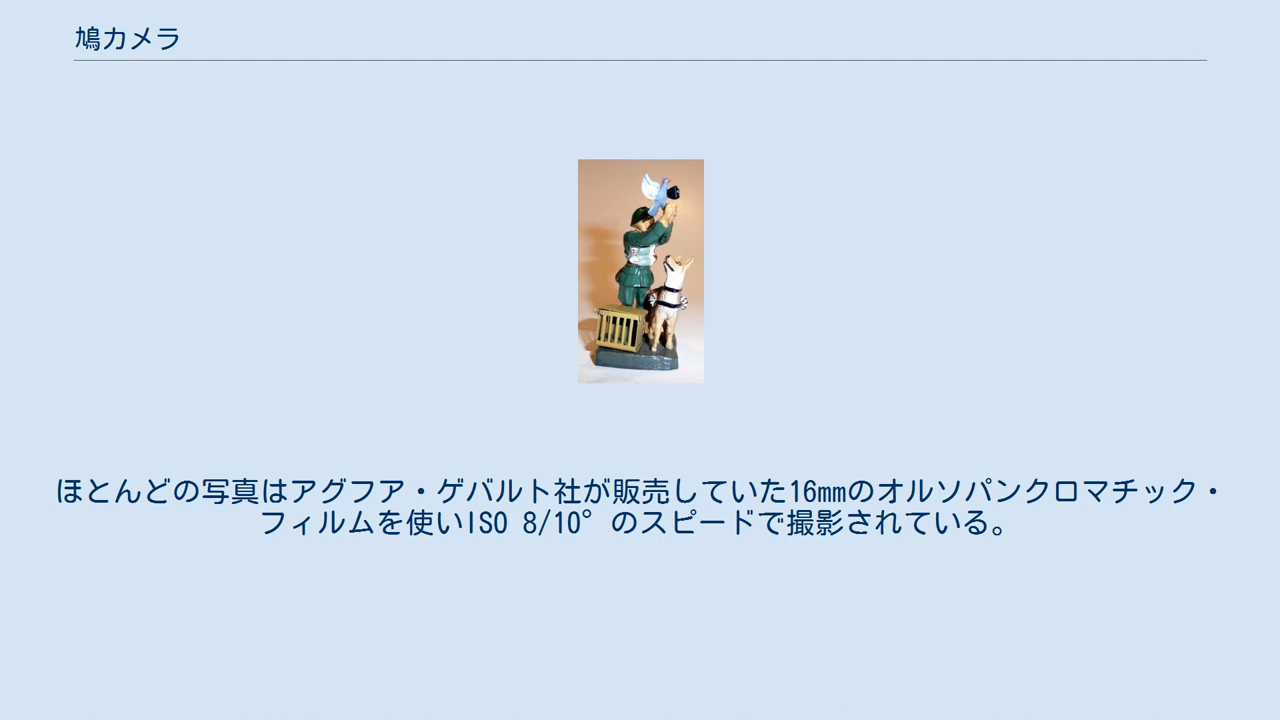 鳩カメラ
ほとんどの写真はアグフア・ゲバルト社が販売していた16mmのオルソパンクロマチック・
フィルムを使いISO 8/10°のスピードで撮影されている。